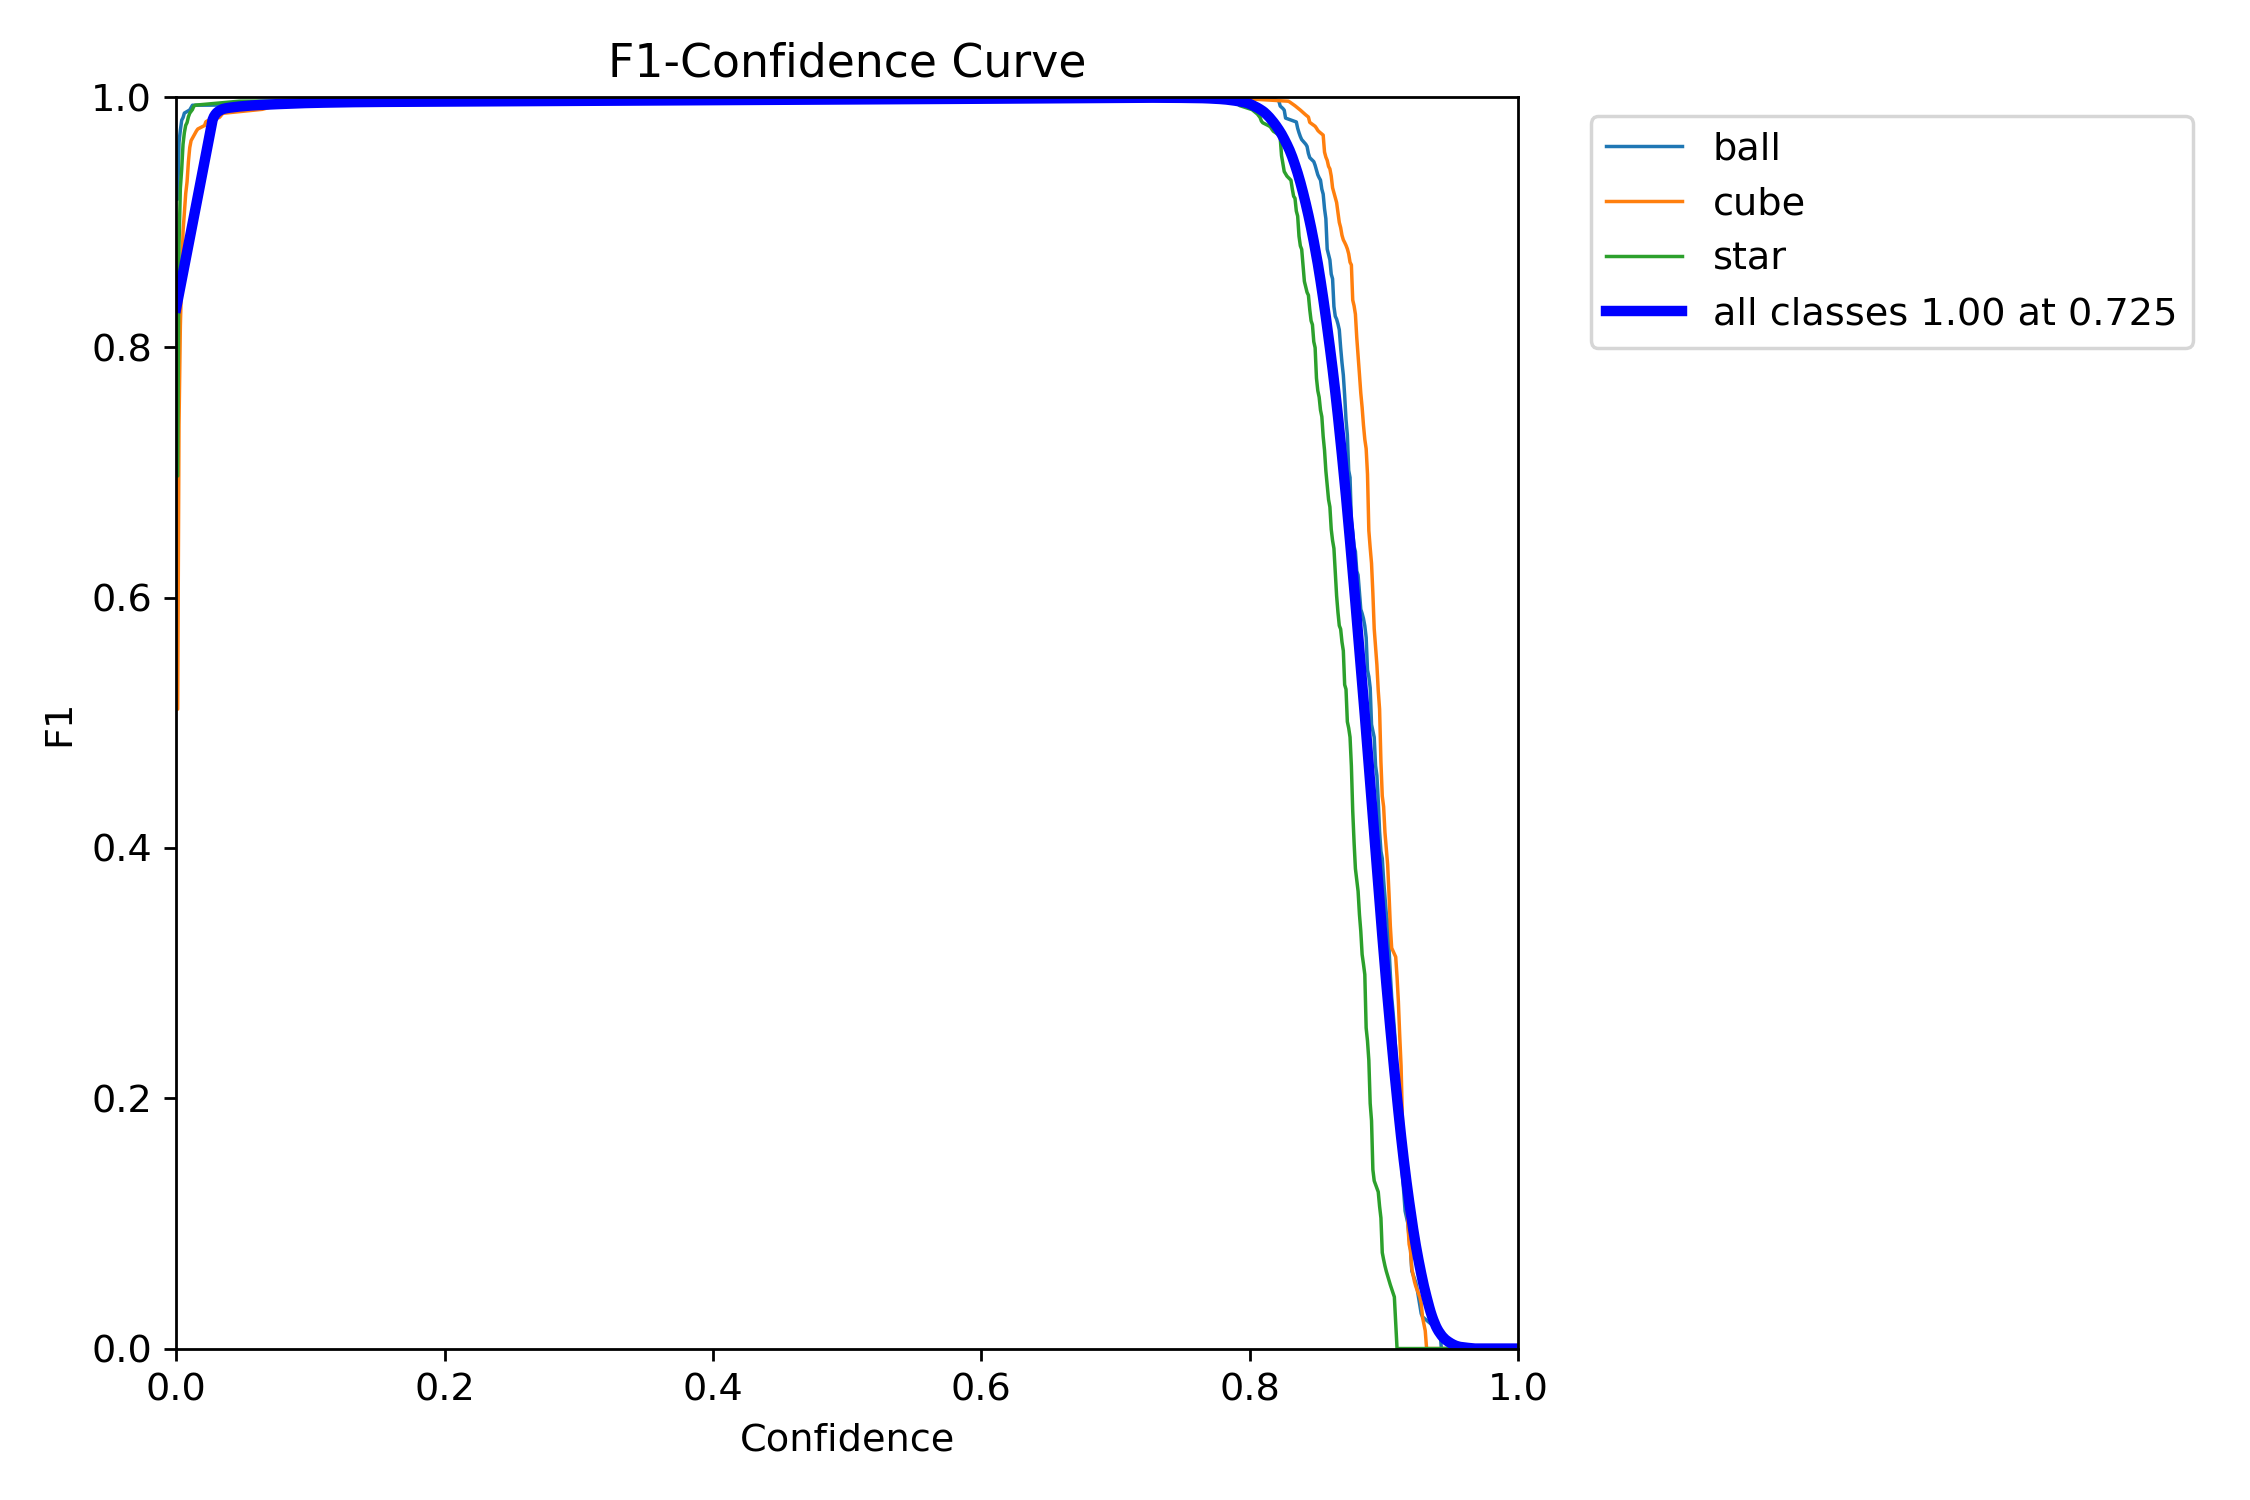 F1-Confidence Curve
1.0
0.8
0.6
0.4
0.2
0.0
F1
0.0 0.2 0.4 0.6 0.8 1.0
Confidence
ball
cube
star
all classes 1.00 at 0.725